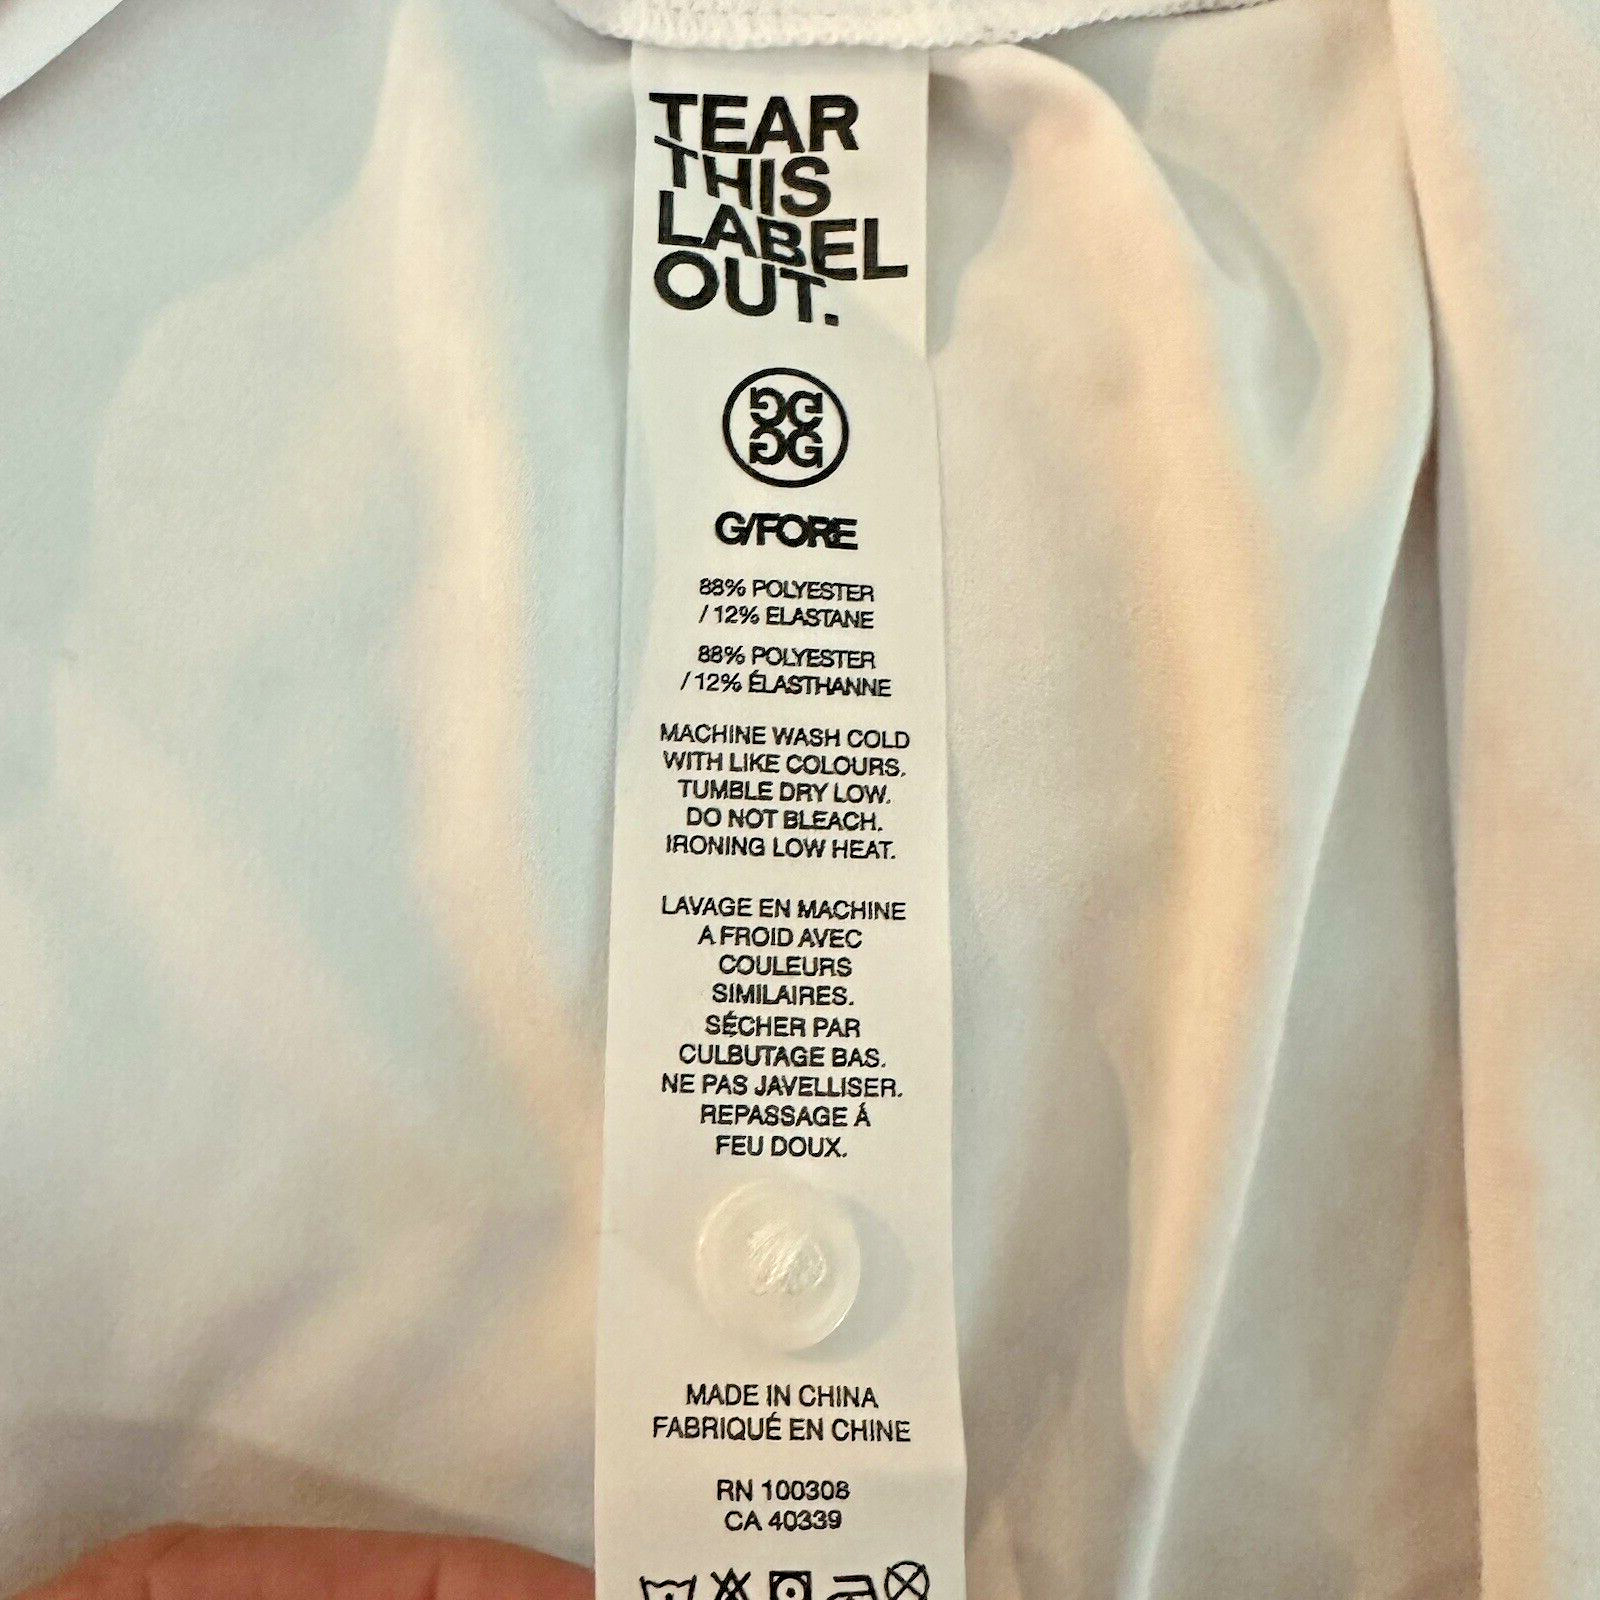 TEAR
THIS
LABEL
OUT.
G/FORE
88% POLYESTER
/ 12% ELASTANE
88% POLYESTER
/ 12% ÉLASTHANNE
MACHINE WASH COLD
WITH LIKE COLOURS.
TUMBLE DRY LOW.
DO NOT BLEACH.
IRONING LOW HEAT.
LAVAGE EN MACHINE
A FROID AVEC
COULEURS
SIMILAIRES.
SÉCHER PAR
CULBUTAGE BAS.
NE PAS JAVELLISER.
REPASSAGE Á
FEU DOUX.
MADE IN CHINA
FABRIQUÉ EN CHINE
RN 100308
CA 40339